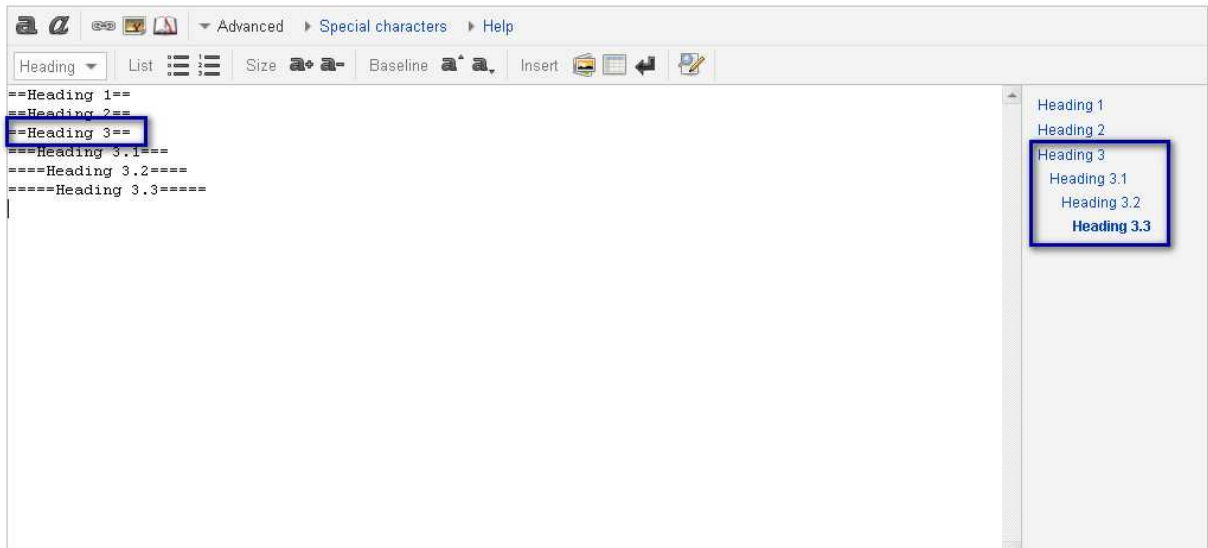 Advanced Special characters Help
Heading List Size a a Baseline a a Insert
==Heading 1==
==Heading 2==
==Heading 3==
===Heading 3.1===
====Heading 3.2====
=====Heading 3.3=====
Heading 1
Heading 2
Heading 3
Heading 3.1
Heading 3.2
Heading 3.3